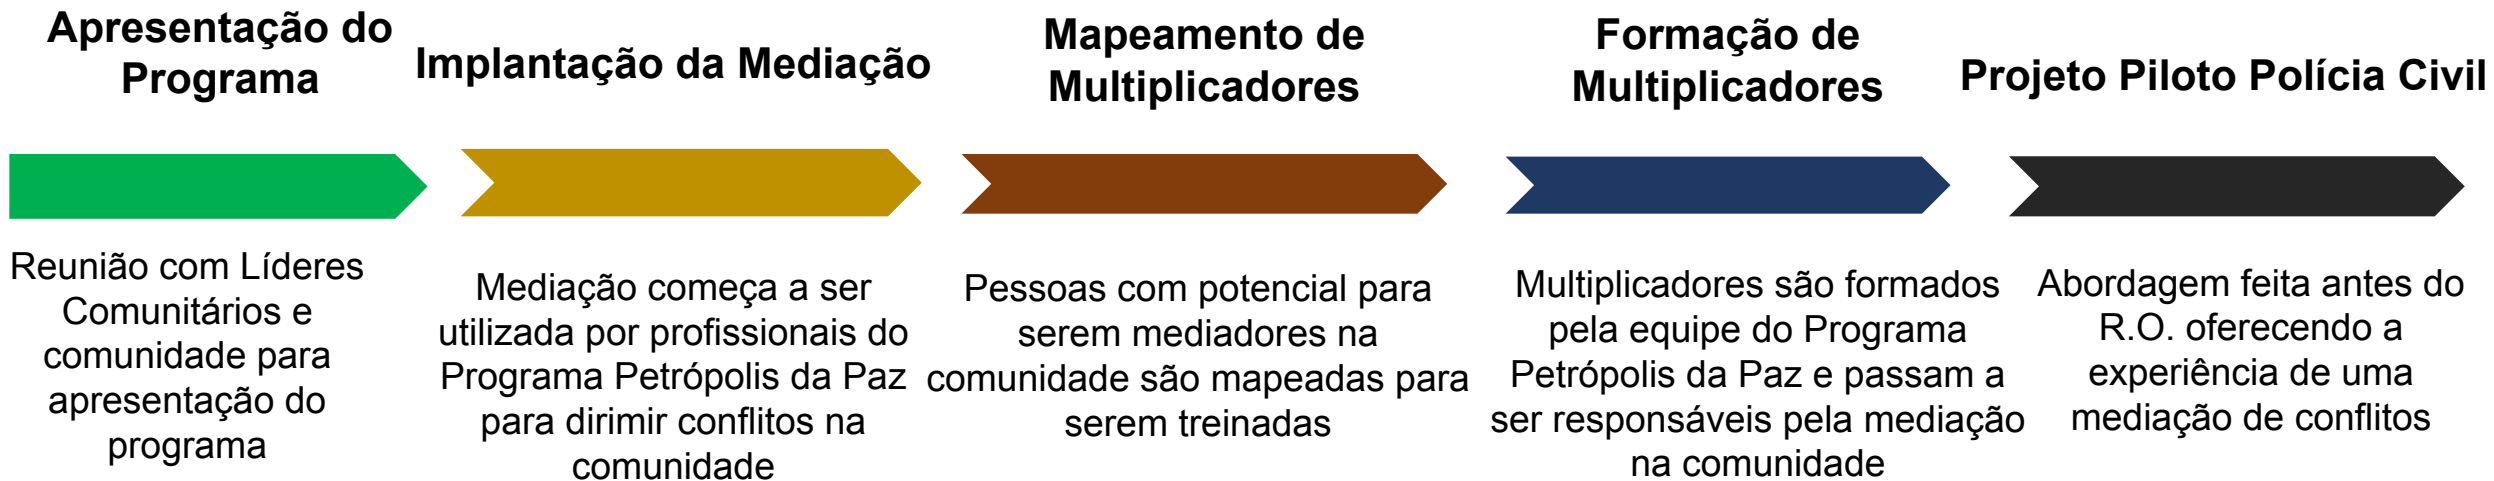 Apresentação do
Programa
Implantação da Mediação
Mapeamento de
Multiplicadores
Formação de
Multiplicadores
Projeto Piloto Polícia Civil
Reunião com Líderes
Comunitários e
comunidade para
apresentação do
programa
Mediação começa a ser
utilizada por profissionais do
Programa Petrópolis da Paz
para dirimir conflitos na
comunidade
Pessoas com potencial para
serem mediadores na
comunidade são mapeadas para
serem treinadas
Multiplicadores são formados
pela equipe do Programa
Petrópolis da Paz e passam a
ser responsáveis pela mediação
na comunidade
Abordagem feita antes do
R.O. oferecendo a
experiência de uma
mediação de conflitos